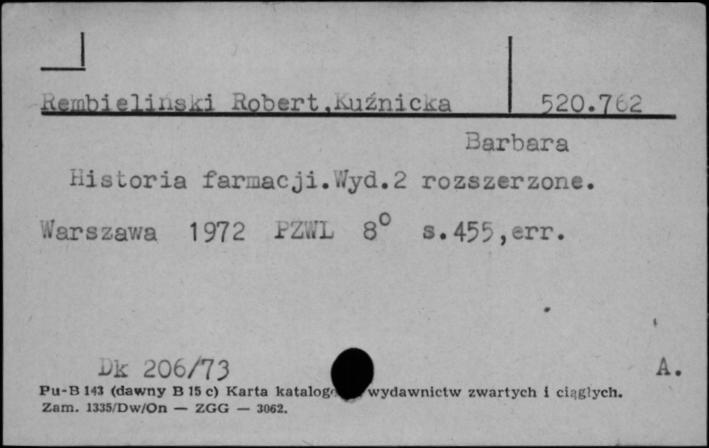 Rembielinski Robert,Kuźnicka 520.762
Barbara
Historia farmacji.Wyd.2 rozszerzone.
Warszawa 1972 PZWL 8° s.455,err.
Dk 206/73 A.
Pu-B 143 (dawny B 15 c) Karta katalog wydawnictw zwartych i ciągłych.
Zam. 1335/Dw/On — ZGG — 3062.